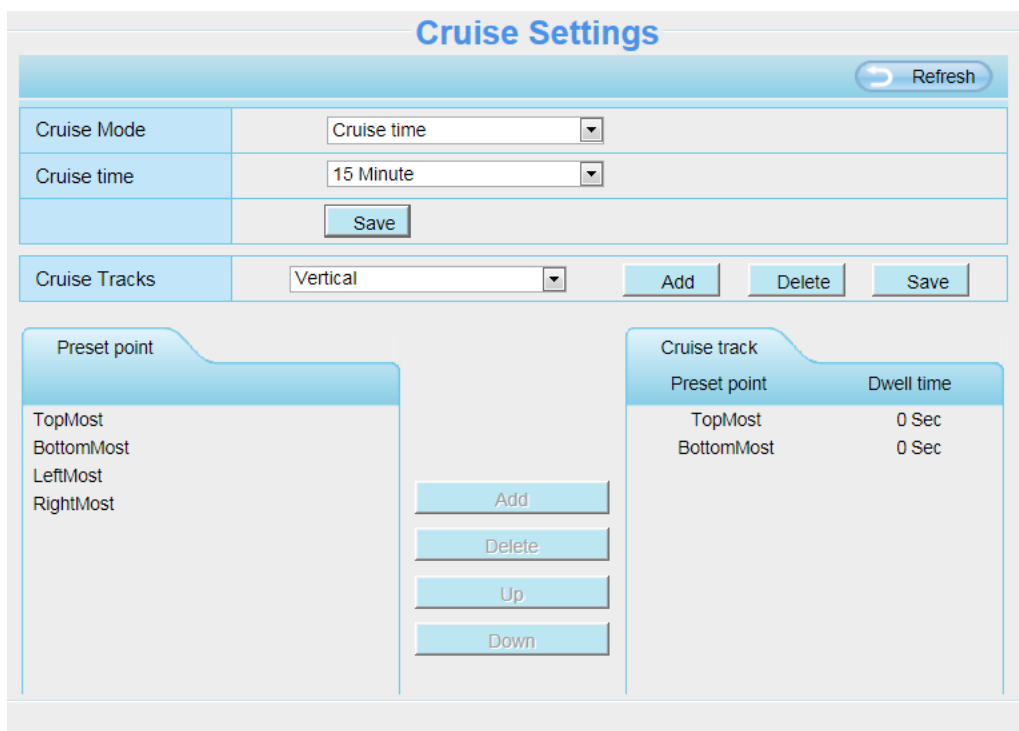 Cruise Settings
Refresh
Cruise Mode Cruise time
Cruise time 15 Minute
Save
Cruise Tracks Vertical Add Delete Save
Preset point
TopMost
BottomMost
LeftMost
RightMost
Add
Delete
Up
Down
Cruise track
Preset point Dwell time
TopMost 0 Sec
BottomMost 0 Sec